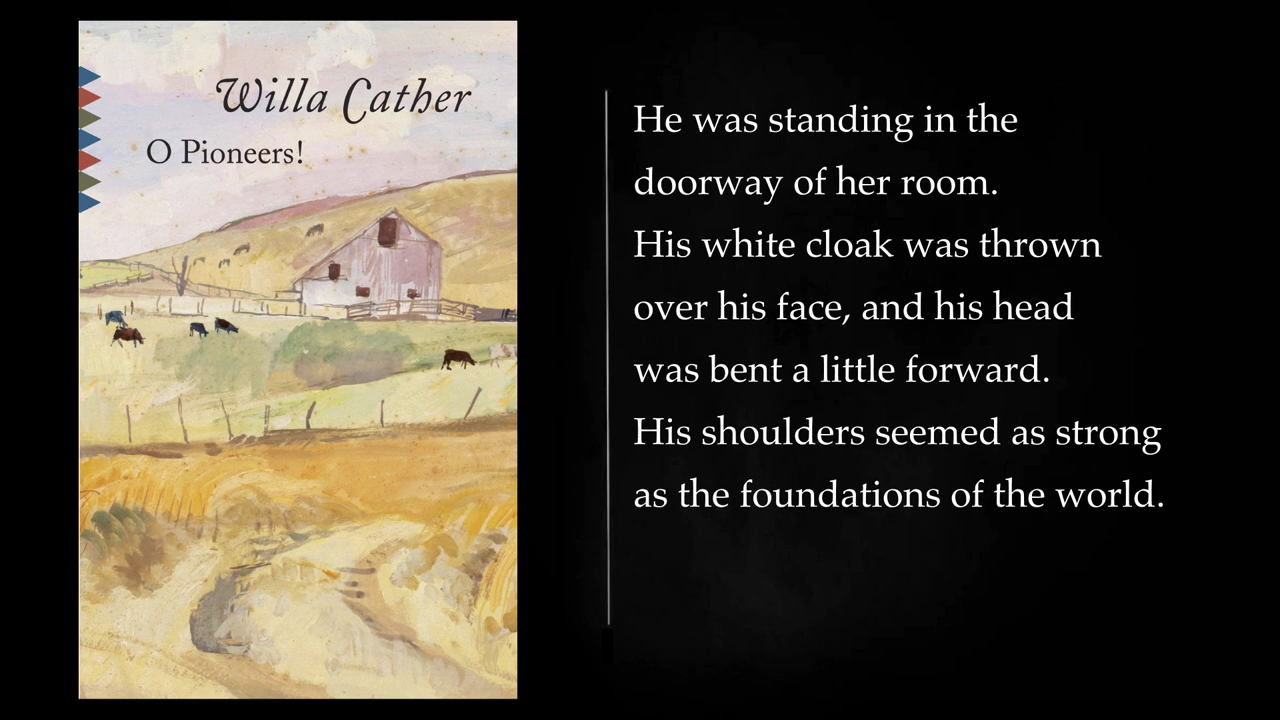 Willa Cather
O Pioneers!
He was standing in the
doorway of her room.
His white cloak was thrown
over his face, and his head
was bent a little forward.
His shoulders seemed as strong
as the foundations of the world.